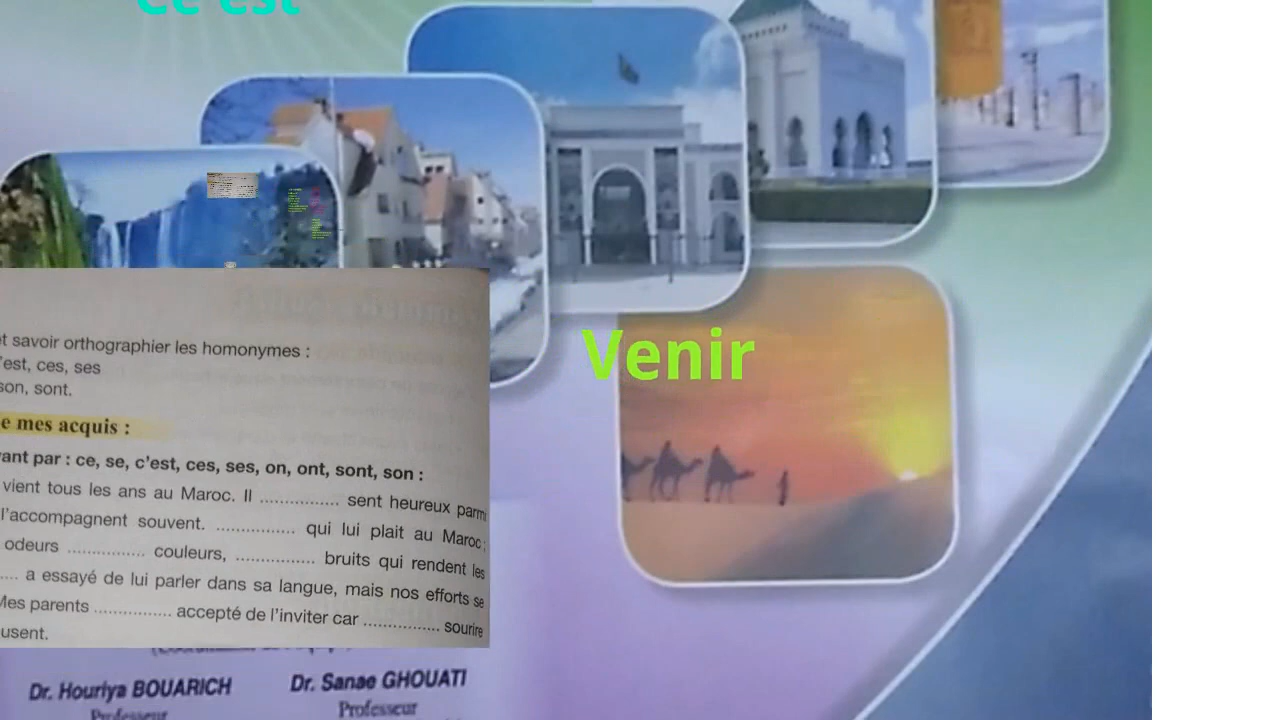 Ce est
Venir
et savoir orthographier les homonymes :
'est, ces, ses
son, sont.
e mes acquis :
ant par : ce, se, c'est, ces, ses, on, ont, sont, son :
vient tous les ans au Maroc. Il ................ sent heureux parmi
l'accompagnent souvent. ................ qui lui plait au Maroc :
odeurs ................ couleurs, ................ bruits qui rendent les
.... a essayé de lui parler dans sa langue, mais nos efforts se
Mes parents ................ accepté de l'inviter car ................ sourire
usent.
Dr. Houriya BOUARICH
Professeur
Dr. Sanae GHOUATI
Professeur